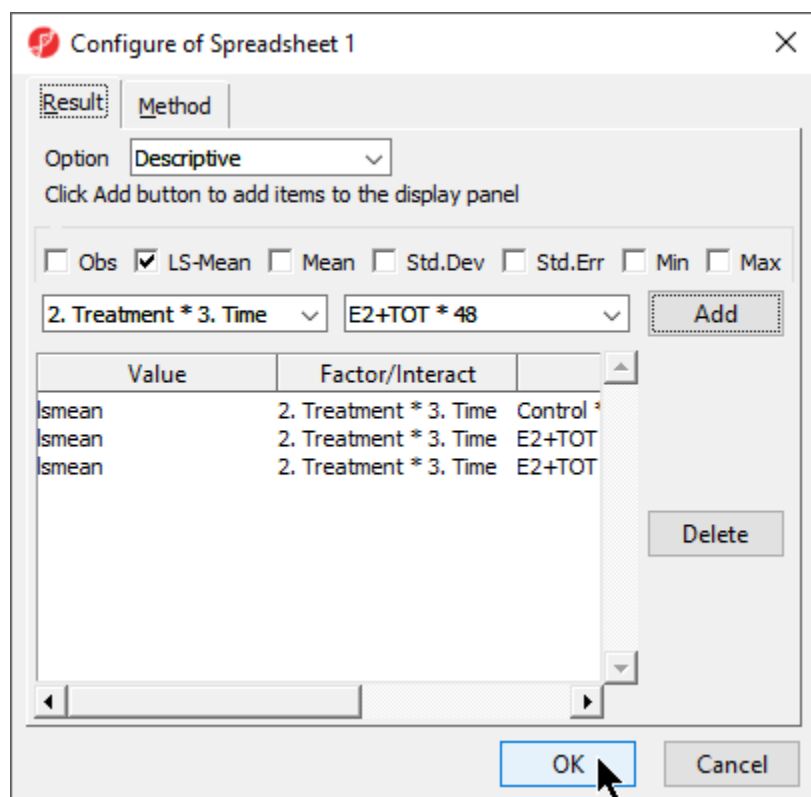 Configure of Spreadsheet 1
Result Method
Option Descriptive
Click Add button to add items to the display panel
Obs LS-Mean Mean Std.Dev Std.Err Min Max
2. Treatment * 3. Time E2+TOT * 48 Add
Value Factor/Interact
lsmean 2. Treatment * 3. Time Control *
lsmean 2. Treatment * 3. Time E2+TOT
lsmean 2. Treatment * 3. Time E2+TOT
Delete
OK Cancel